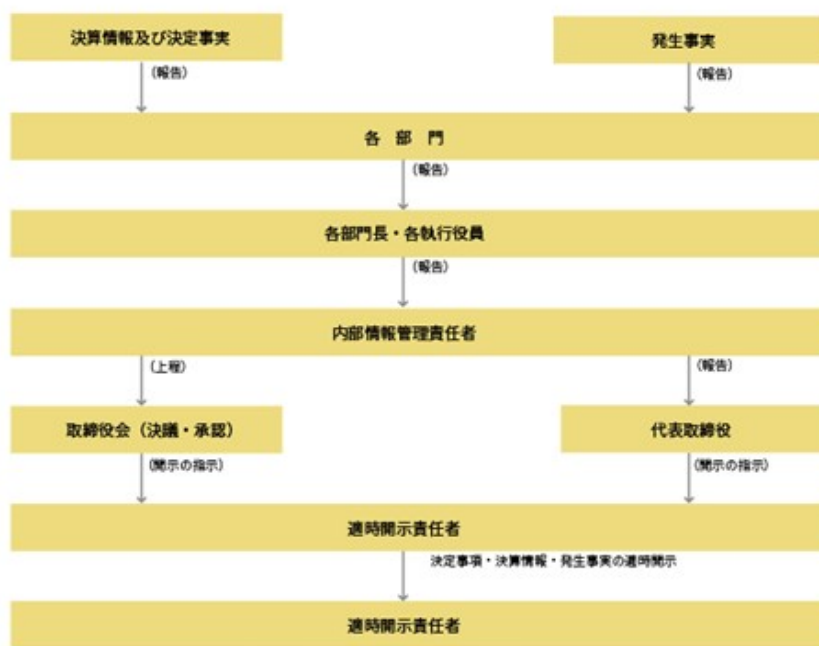 決算情報及び決定事実
発生事実
(報告)
(報告)
各 部 門
(報告)
各部門長・各執行役員
(報告)
内部情報管理責任者
(上程)
(報告)
取締役会(決議・承認)
代表取締役
(開示の指示)
(開示の指示)
適時開示責任者
決定事項・決算情報・発生事実の適時開示
適時開示責任者